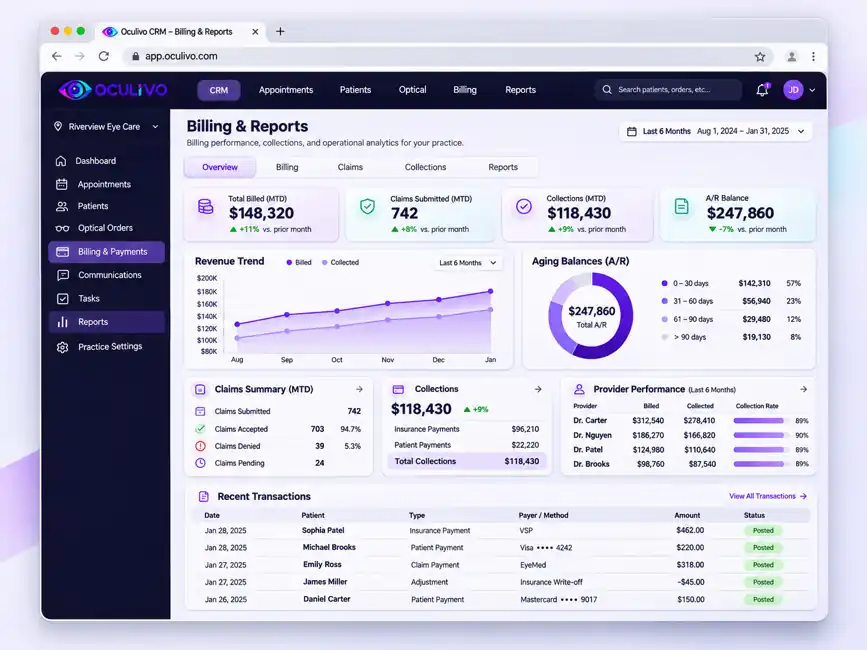 Oculivo CRM – Billing & Reports
app.oculivo.com
OCULIVO
CRM Appointments Patients Optical Billing Reports
Search patients, orders, etc...
JD
Riverview Eye Care
Dashboard
Appointments
Patients
Optical Orders
Billing & Payments
Communications
Tasks
Reports
Practice Settings
Billing & Reports
Billing performance, collections, and operational analytics for your practice.
Last 6 Months Aug 1, 2024 – Jan 31, 2025
Overview Billing Claims Collections Reports
Total Billed (MTD)
$148,320
+11% vs. prior month
Claims Submitted (MTD)
742
+8% vs. prior month
Collections (MTD)
$118,430
+9% vs. prior month
A/R Balance
$247,860
-7% vs. prior month
Revenue Trend Billed Collected Last 6 Months
$200K
$180K
$160K
$140K
$120K
$100K
$80K
Aug Sep Oct Nov Dec Jan
Aging Balances (A/R)
$247,860
Total A/R
0 – 30 days $142,310 57%
31 – 60 days $56,940 23%
61 – 90 days $29,480 12%
> 90 days $19,130 8%
Claims Summary (MTD)
Claims Submitted 742
Claims Accepted 703 94.7%
Claims Denied 39 5.3%
Claims Pending 24
Collections
$118,430 +9%
Insurance Payments $96,210
Patient Payments $22,220
Total Collections $118,430
Provider Performance (Last 6 Months)
Provider Billed Collected Collection Rate
Dr. Carter $312,540 $278,410 89%
Dr. Nguyen $186,270 $166,820 90%
Dr. Patel $124,980 $110,640 89%
Dr. Brooks $98,760 $87,540 89%
Recent Transactions
View All Transactions
Date Patient Type Payer / Method Amount Status
Jan 28, 2025 Sophia Patel Insurance Payment VSP $462.00 Posted
Jan 28, 2025 Michael Brooks Patient Payment Visa •••• 4242 $220.00 Posted
Jan 27, 2025 Emily Ross Claim Payment EyeMed $318.00 Posted
Jan 27, 2025 James Miller Adjustment Insurance Write-off -$45.00 Posted
Jan 26, 2025 Daniel Carter Patient Payment Mastercard •••• 9017 $150.00 Posted